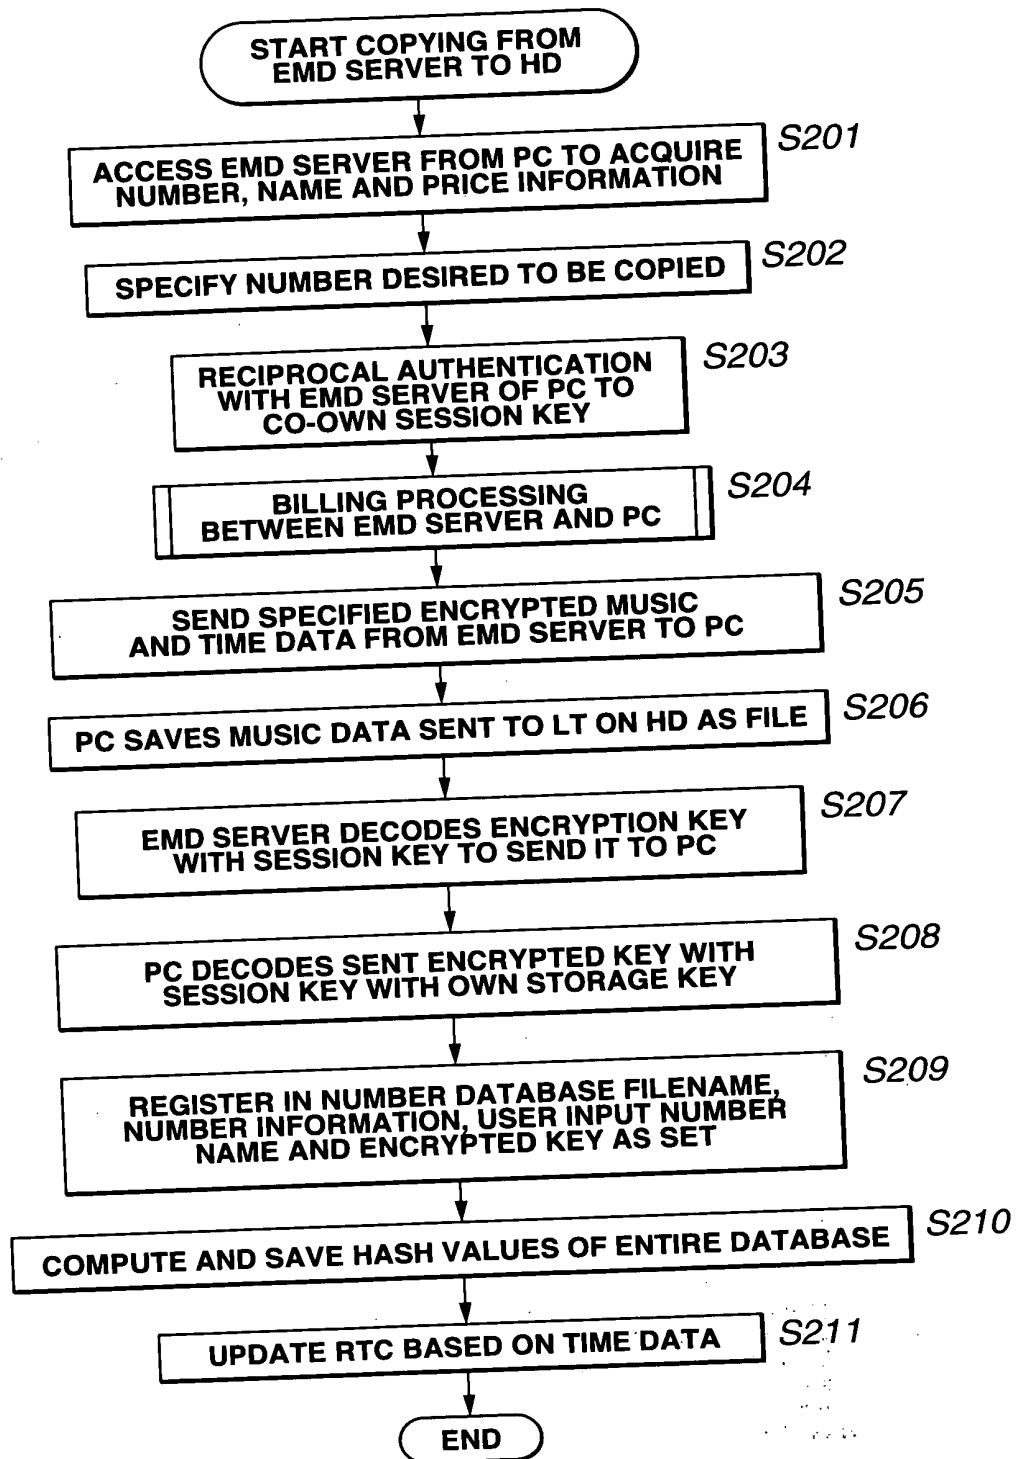 START COPYING FROM
EMD SERVER TO HD
S201
ACCESS EMD SERVER FROM PC TO ACQUIRE
NUMBER, NAME AND PRICE INFORMATION
S202
SPECIFY NUMBER DESIRED TO BE COPIED
S203
RECIPROCAL AUTHENTICATION
WITH EMD SERVER OF PC TO
CO-OWN SESSION KEY
S204
BILLING PROCESSING
BETWEEN EMD SERVER AND PC
S205
SEND SPECIFIED ENCRYPTED MUSIC
AND TIME DATA FROM EMD SERVER TO PC
S206
PC SAVES MUSIC DATA SENT TO LT ON HD AS FILE
S207
EMD SERVER DECODES ENCRYPTION KEY
WITH SESSION KEY TO SEND IT TO PC
S208
PC DECODES SENT ENCRYPTED KEY WITH
SESSION KEY WITH OWN STORAGE KEY
S209
REGISTER IN NUMBER DATABASE FILENAME,
NUMBER INFORMATION, USER INPUT NUMBER
NAME AND ENCRYPTED KEY AS SET
S210
COMPUTE AND SAVE HASH VALUES OF ENTIRE DATABASE
S211
UPDATE RTC BASED ON TIME DATA
END